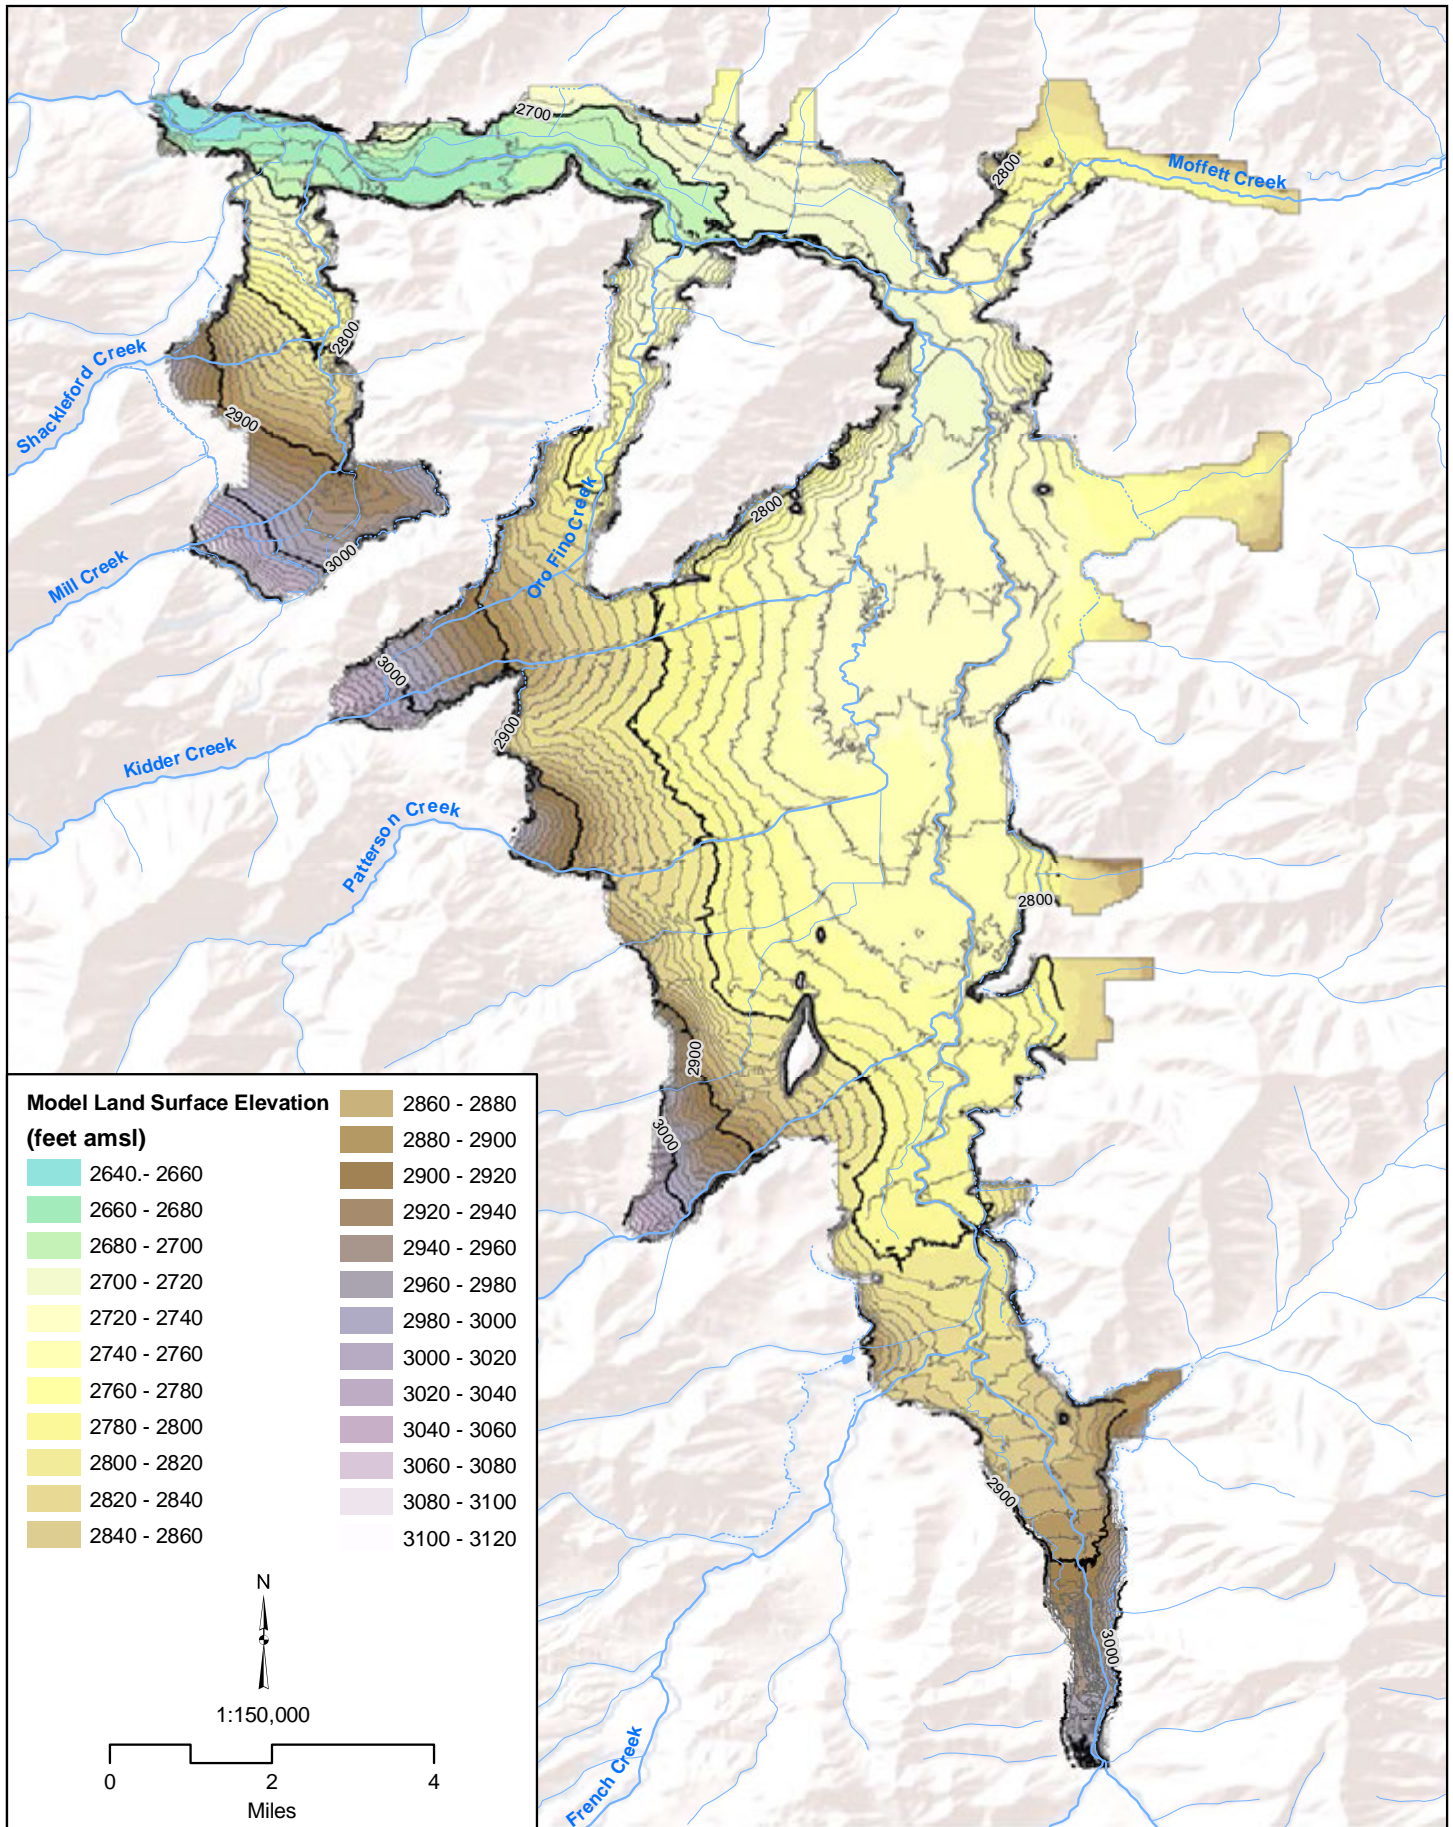 2700
2800
Moffett Creek
2800
Shackleford Creek
2900
2800
Oro Fino Creek
3000
Mill Creek
3000
2900
Kidder Creek
Patterson Creek
2800
2900
3000
2900
3000
French Creek
Model Land Surface Elevation
(feet amsl)
2640.- 2660
2660 - 2680
2680 - 2700
2700 - 2720
2720 - 2740
2740 - 2760
2760 - 2780
2780 - 2800
2800 - 2820
2820 - 2840
2840 - 2860
2860 - 2880
2880 - 2900
2900 - 2920
2920 - 2940
2940 - 2960
2960 - 2980
2980 - 3000
3000 - 3020
3020 - 3040
3040 - 3060
3060 - 3080
3080 - 3100
3100 - 3120
N
1:150,000
0 2 4
Miles